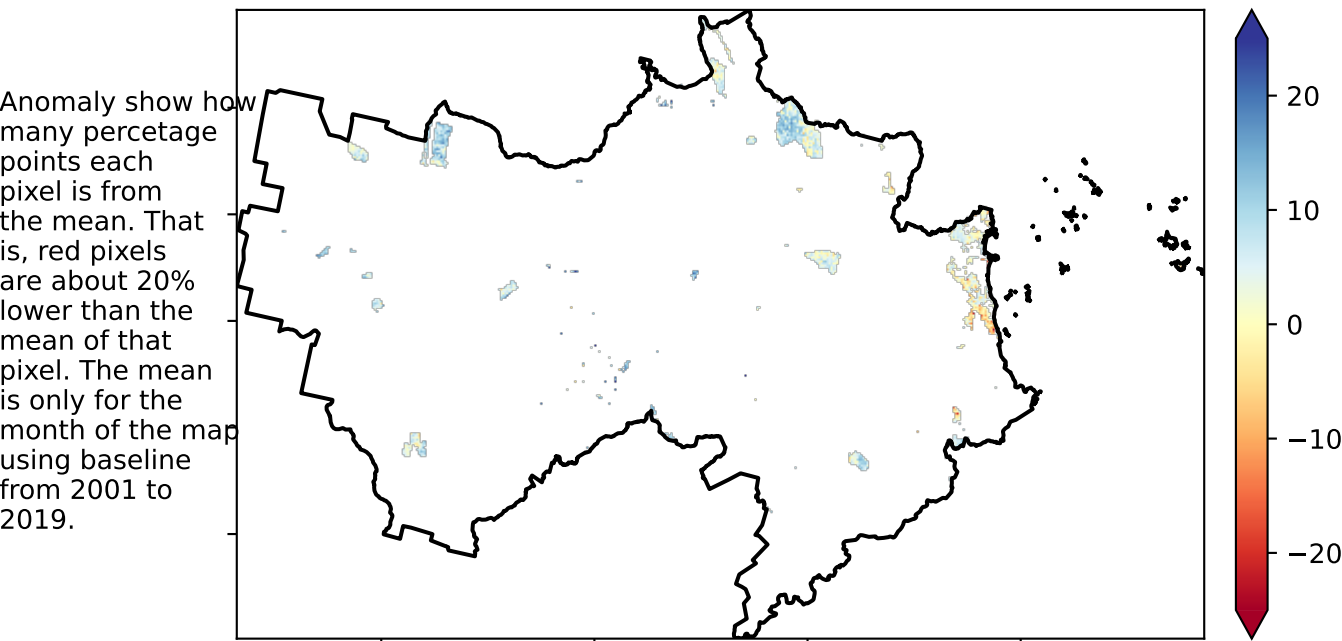 Anomaly show how
many percetage
points each
pixel is from
the mean. That
is, red pixels
are about 20%
lower than the
mean of that
pixel. The mean
is only for the
month of the map
using baseline
from 2001 to
2019.
20
10
0
−10
−20